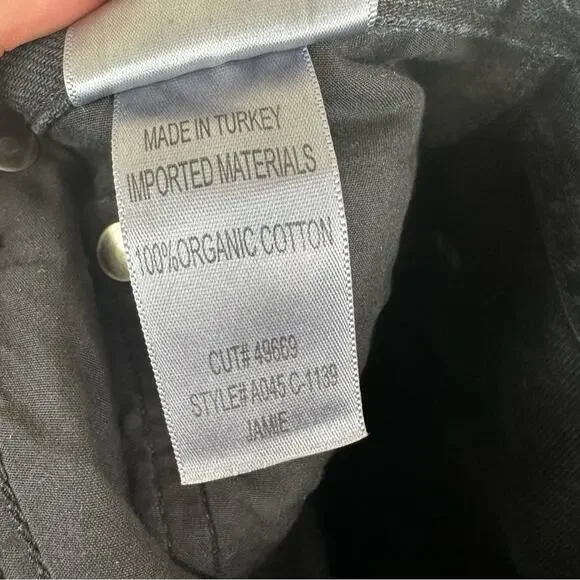 MADE IN TURKEY
IMPORTED MATERIALS
100%ORGANIC COTTON
CUT# 49669
STYLE# A045 C-1139
JAMIE